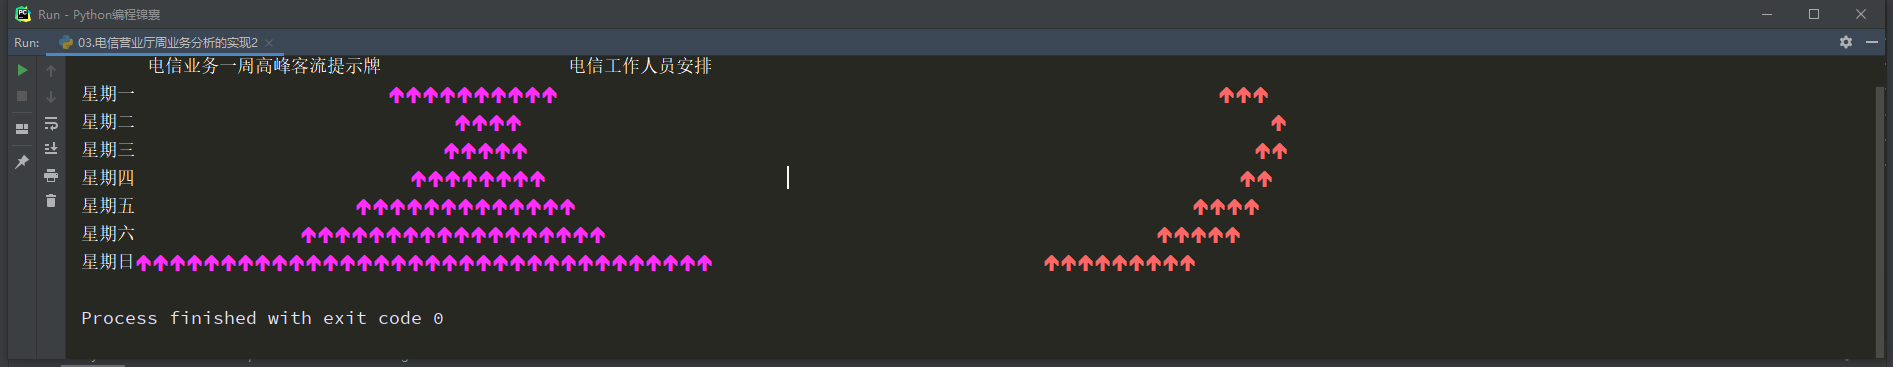 Run - Python编程锦囊
Run: 03.电信营业厅周业务分析的实现2
电信业务一周高峰客流提示牌 电信工作人员安排
星期一
星期二
星期三
星期四
星期五
星期六
星期日
Process finished with exit code 0